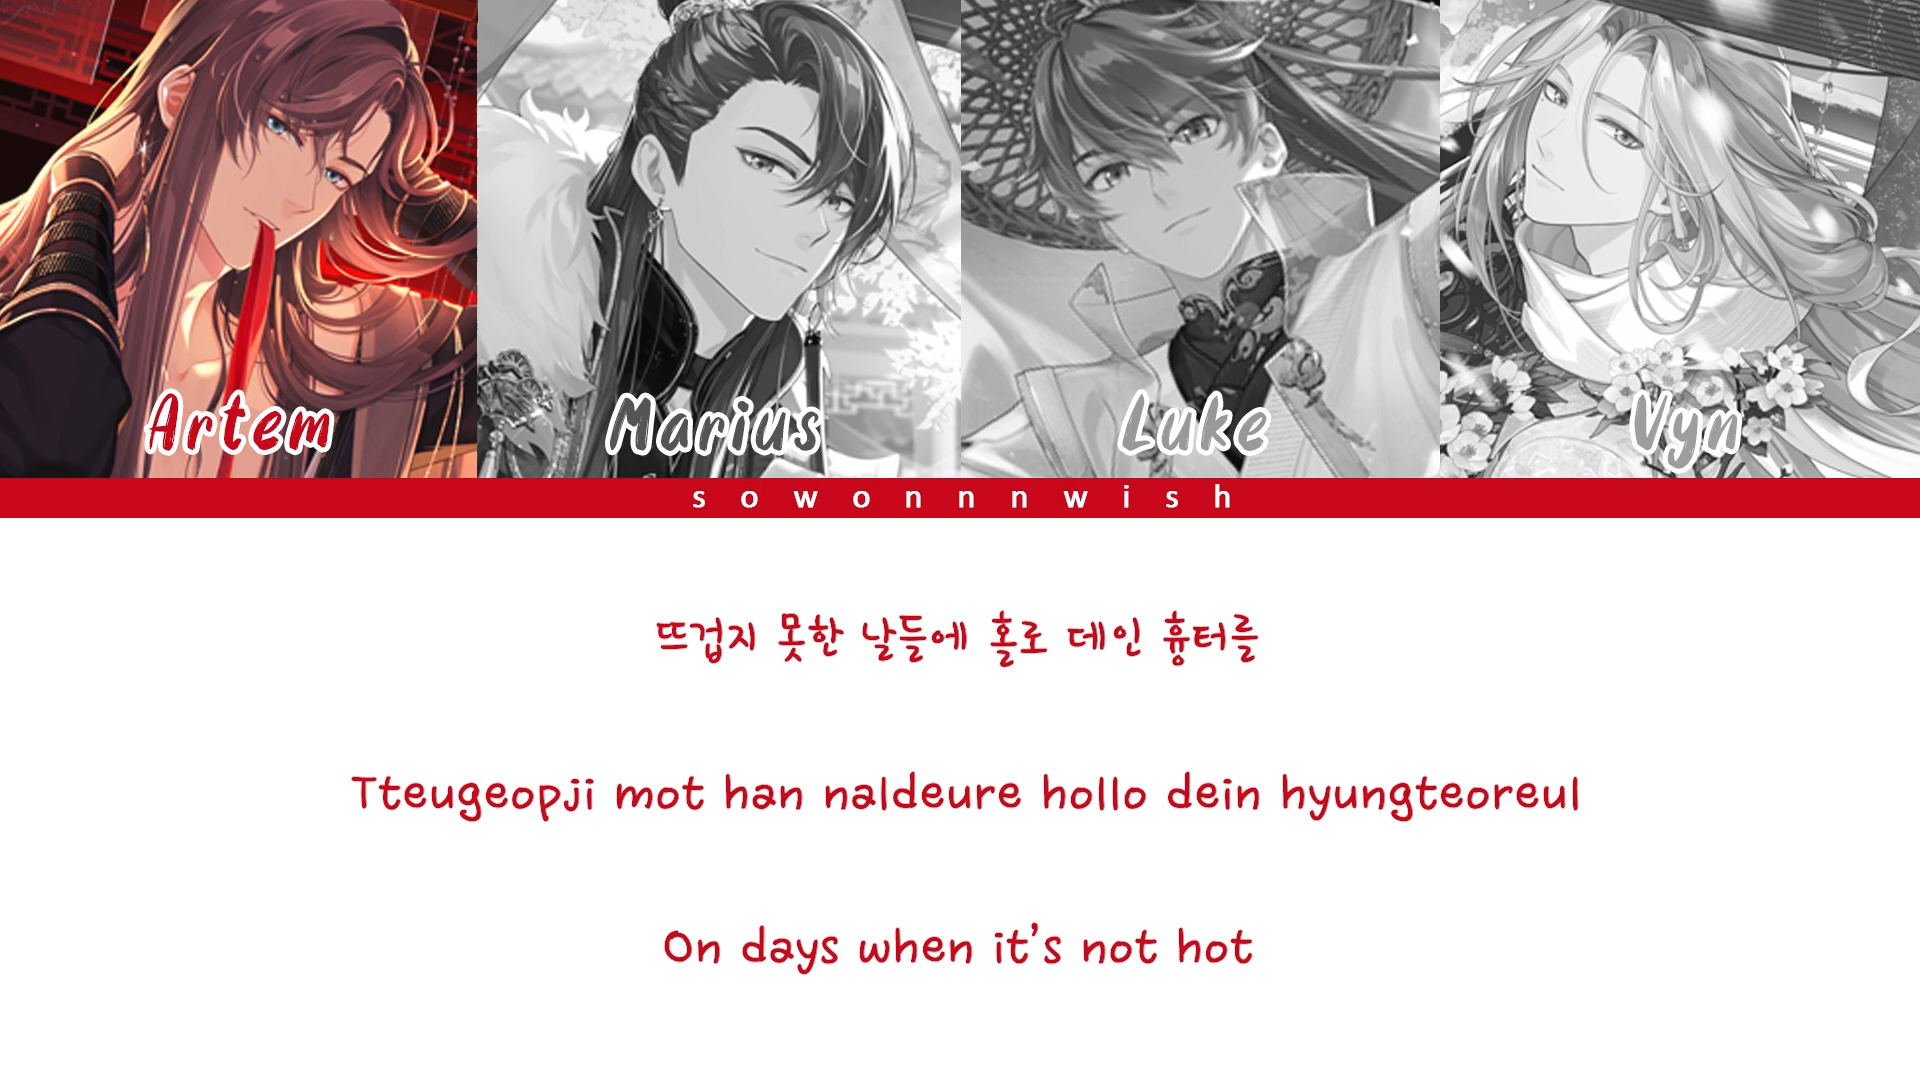 Artem
Marius
Luke
Vyn
sowonnnwish
뜨겁지 못한 날들에 홀로 데인 흉터를
Tteugeopji mot han naldeure hollo dein hyungteoreul
On days when it's not hot